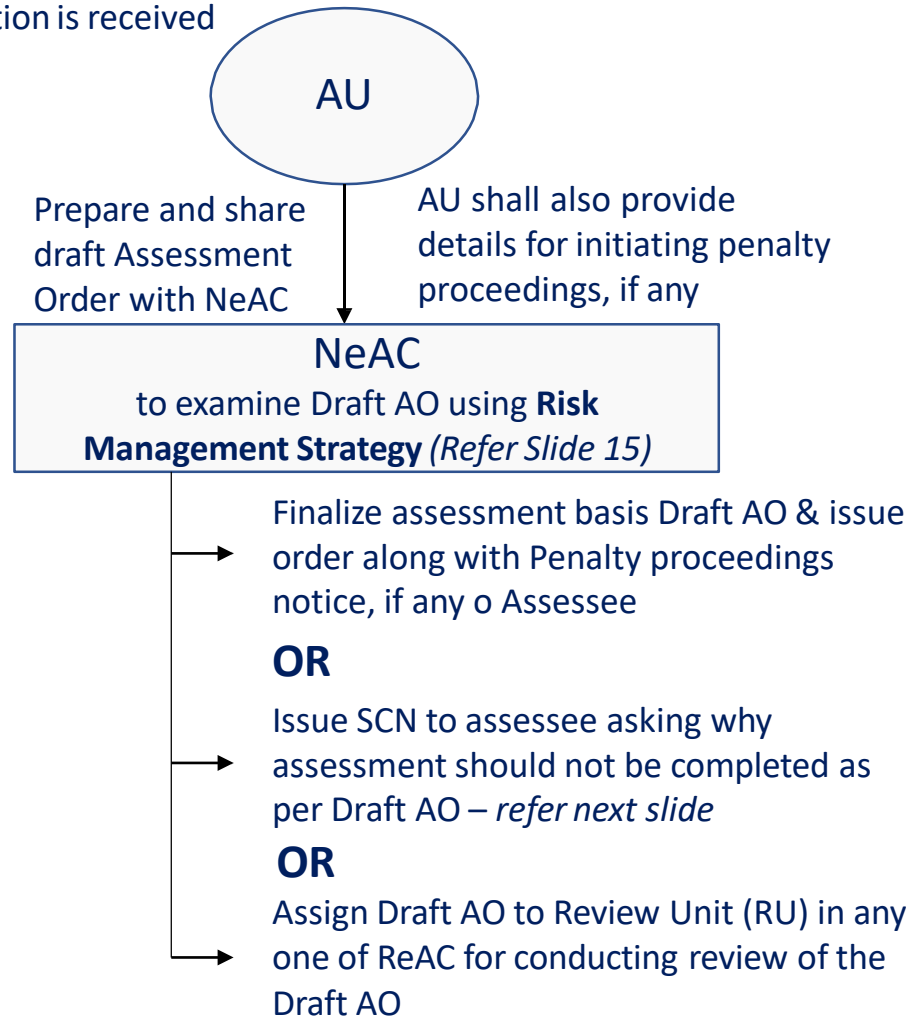 tion is received
AU
Prepare and share
draft Assessment
Order with NeAC
AU shall also provide
details for initiating penalty
proceedings, if any
NeAC
to examine Draft AO using Risk
Management Strategy (Refer Slide 15)
Finalize assessment basis Draft AO & issue
order along with Penalty proceedings
notice, if any o Assessee
OR
Issue SCN to assessee asking why
assessment should not be completed as
per Draft AO – refer next slide
OR
Assign Draft AO to Review Unit (RU) in any
one of ReAC for conducting review of the
Draft AO